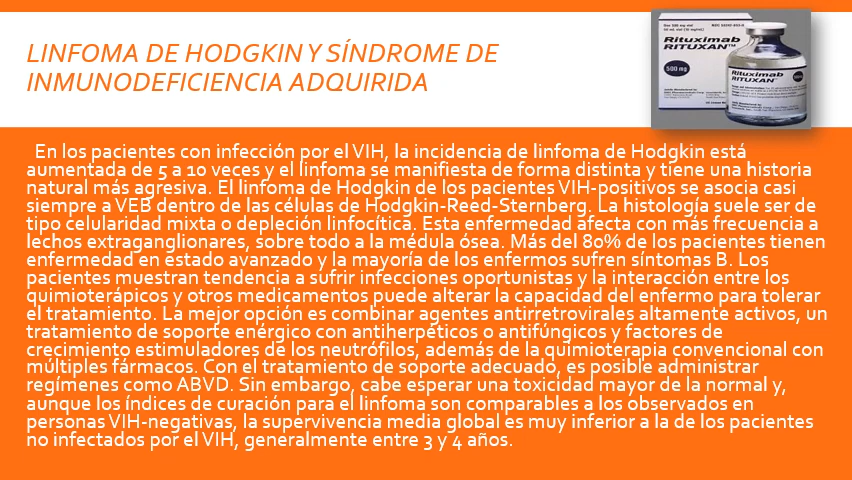 LINFOMA DE HODGKIN Y SÍNDROME DE
INMUNODEFICIENCIA ADQUIRIDA
Rituximab
RITUXAN™
500 mg
Rituximab
RITUXAN™
En los pacientes con infección por el VIH, la incidencia de linfoma de Hodgkin está
aumentada de 5 a 10 veces y el linfoma se manifiesta de forma distinta y tiene una historia
natural más agresiva. El linfoma de Hodgkin de los pacientes VIH-positivos se asocia casi
siempre a VEB dentro de las células de Hodgkin-Reed-Sternberg. La histología suele ser de
tipo celularidad mixta o depleción linfocítica. Esta enfermedad afecta con más frecuencia a
lechos extraganglionares, sobre todo a la médula ósea. Más del 80% de los pacientes tienen
enfermedad en estado avanzado y la mayoría de los enfermos sufren síntomas B. Los
pacientes muestran tendencia a sufrir infecciones oportunistas y la interacción entre los
quimioterápicos y otros medicamentos puede alterar la capacidad del enfermo para tolerar
el tratamiento. La mejor opción es combinar agentes antirretrovirales altamente activos, un
tratamiento de soporte enérgico con antiherpéticos o antifúngicos y factores de
crecimiento estimuladores de los neutrófilos, además de la quimioterapia convencional con
múltiples fármacos. Con el tratamiento de soporte adecuado, es posible administrar
regímenes como ABVD. Sin embargo, cabe esperar una toxicidad mayor de la normal y,
aunque los índices de curación para el linfoma son comparables a los observados en
personas VIH-negativas, la supervivencia media global es muy inferior a la de los pacientes
no infectados por el VIH, generalmente entre 3 y 4 años.